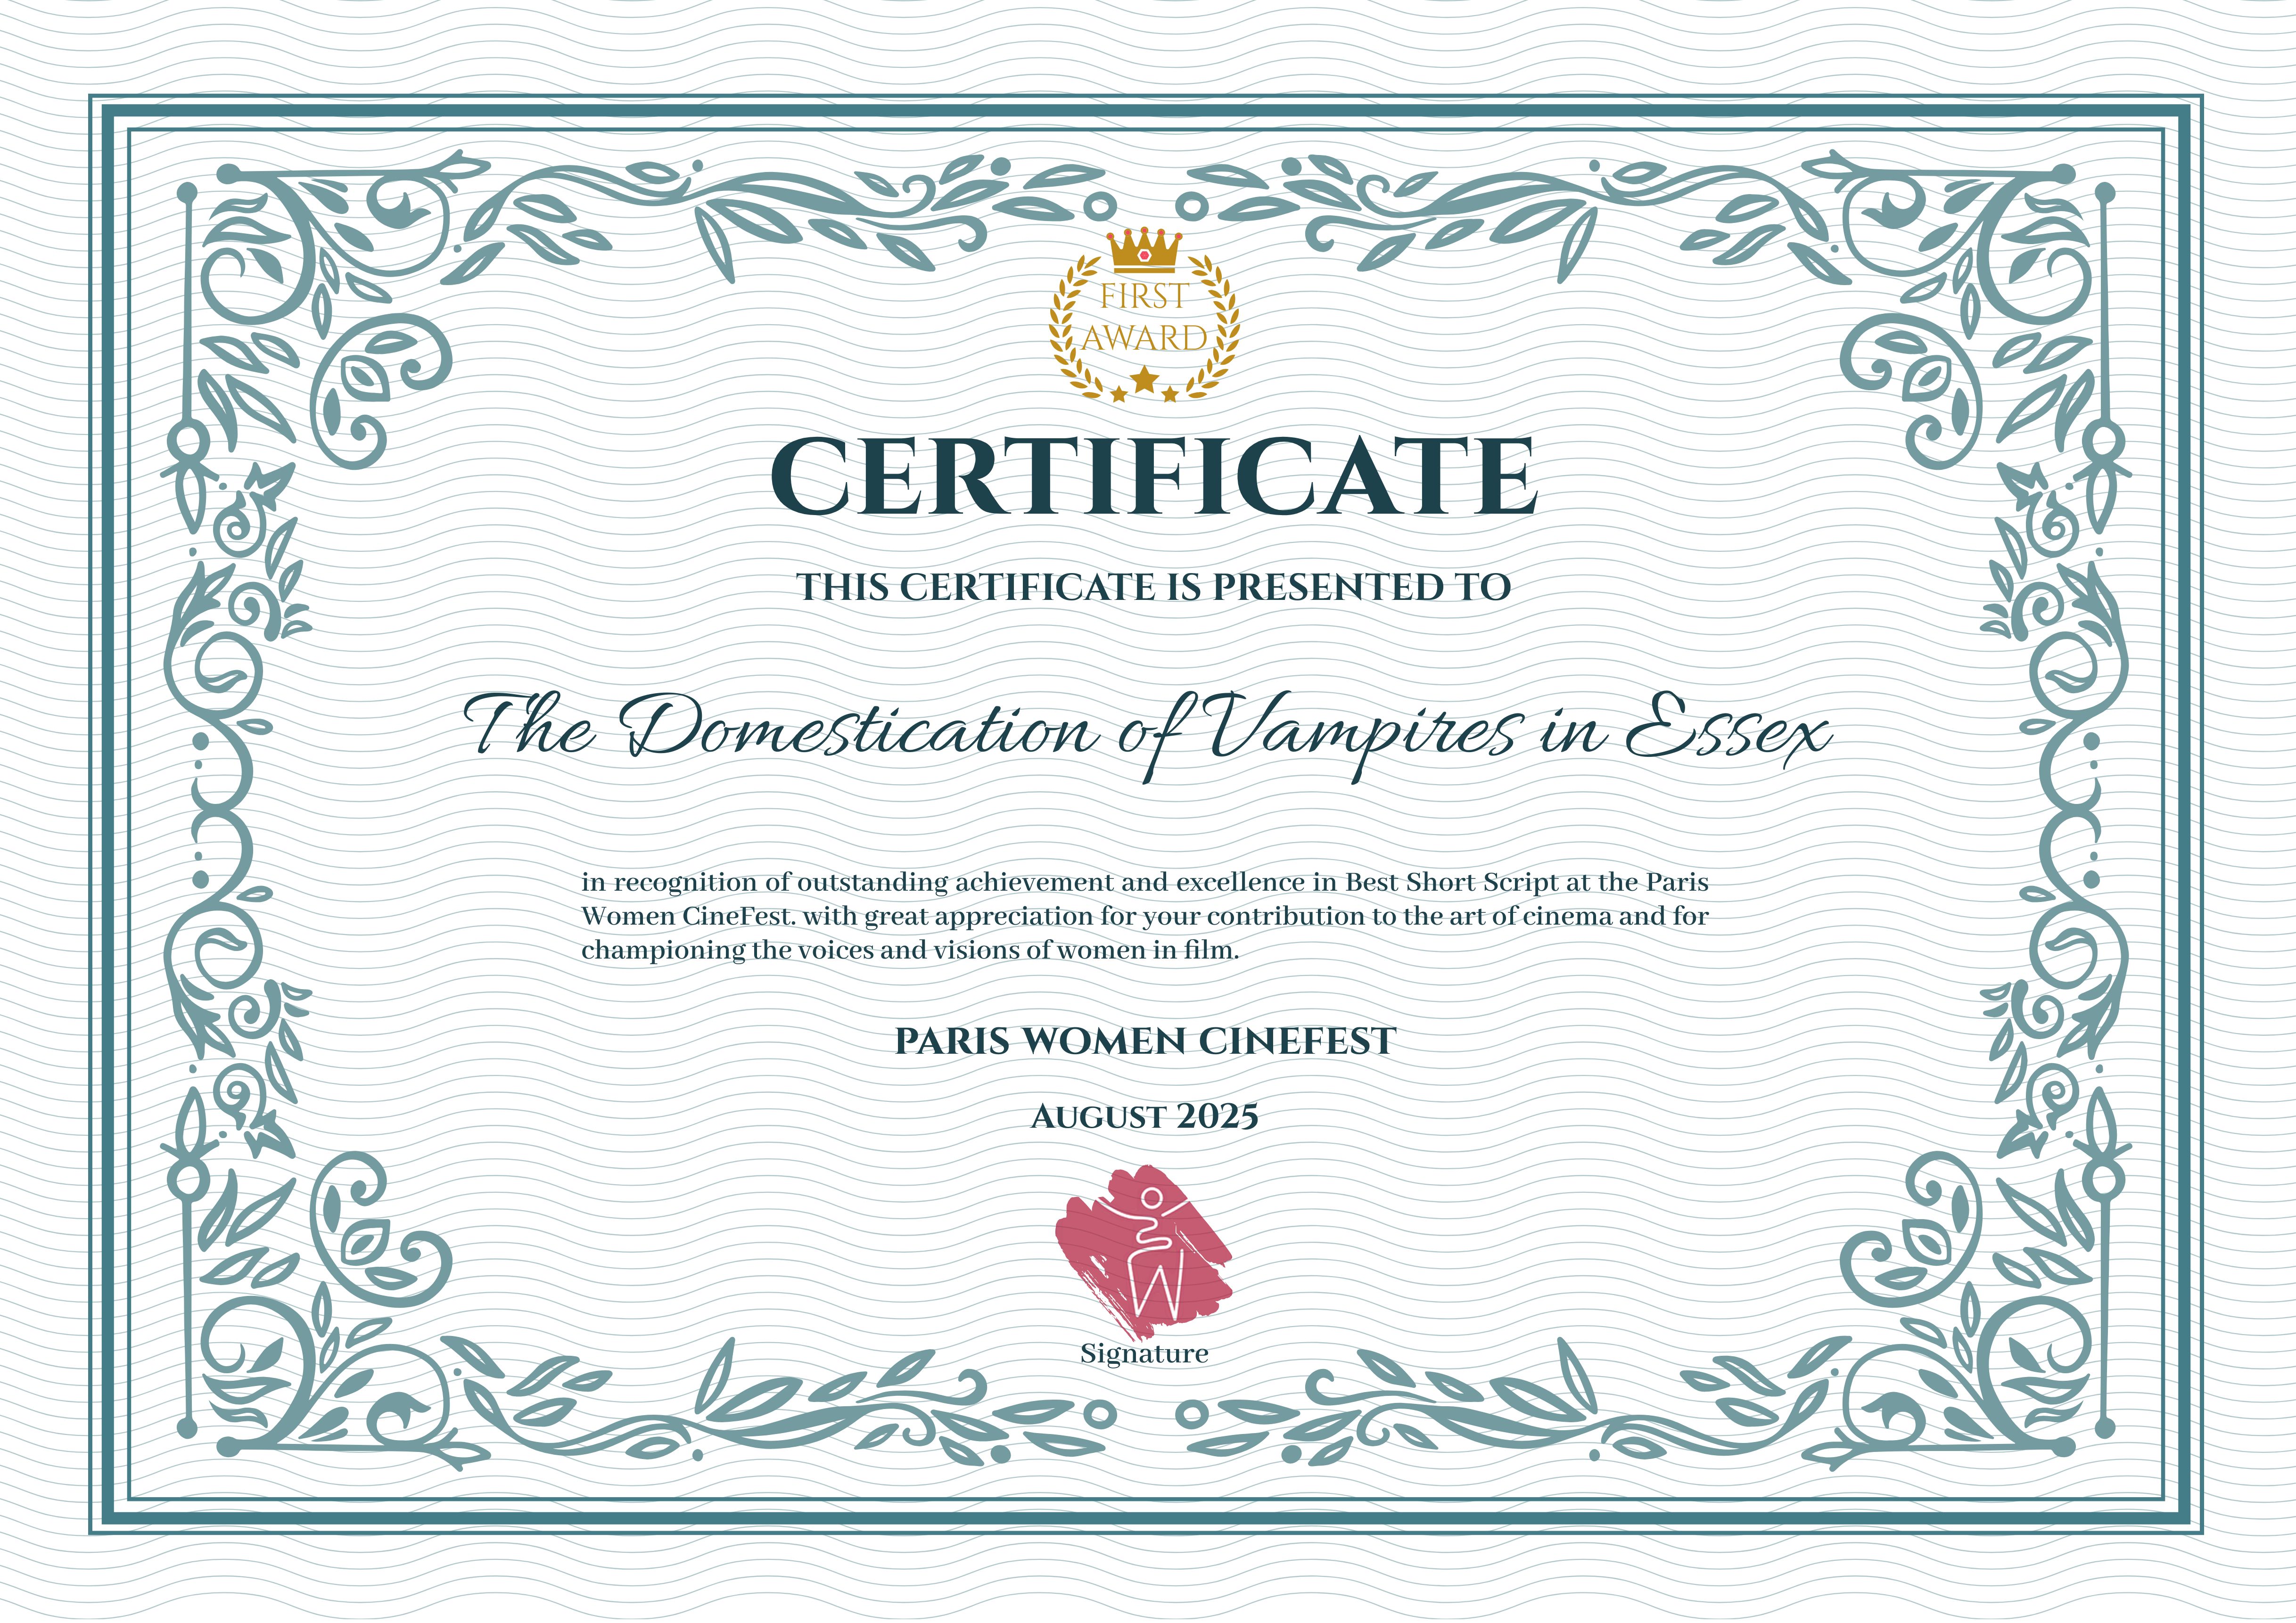 FIRST
AWARD
CERTIFICATE
THIS CERTIFICATE IS PRESENTED TO
The Domestication of Vampires in Essex
in recognition of outstanding achievement and excellence in Best Short Script at the Paris
Women CineFest. with great appreciation for your contribution to the art of cinema and for
championing the voices and visions of women in film.
PARIS WOMEN CINEFEST
AUGUST 2025
W
Signature